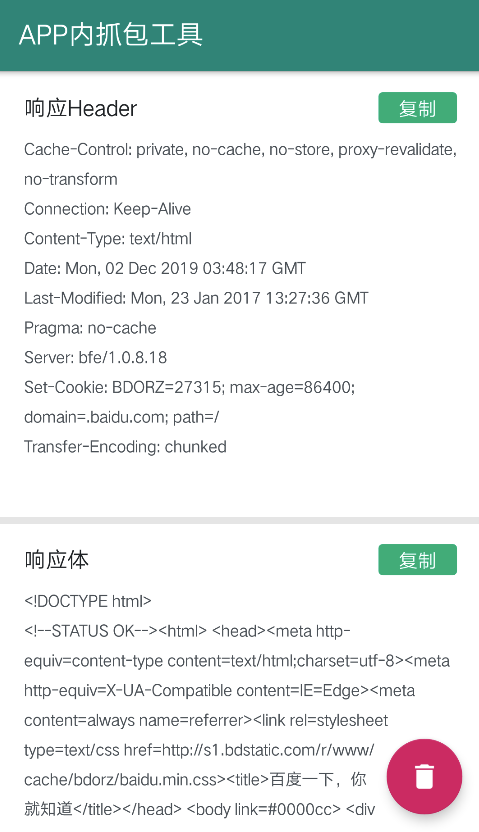 APP内抓包工具
响应Header
复制
Cache-Control: private, no-cache, no-store, proxy-revalidate,
no-transform
Connection: Keep-Alive
Content-Type: text/html
Date: Mon, 02 Dec 2019 03:48:17 GMT
Last-Modified: Mon, 23 Jan 2017 13:27:36 GMT
Pragma: no-cache
Server: bfe/1.0.8.18
Set-Cookie: BDORZ=27315; max-age=86400;
domain=.baidu.com; path=/
Transfer-Encoding: chunked
响应体
复制
<!DOCTYPE html>
<!--STATUS OK--><html> <head><meta http-
equiv=content-type content=text/html;charset=utf-8><meta
http-equiv=X-UA-Compatible content=IE=Edge><meta
content=always name=referrer><link rel=stylesheet
type=text/css href=http://s1.bdstatic.com/r/www/
cache/bdorz/baidu.min.css><title>百度一下，你
就知道</title></head> <body link=#0000cc> <div